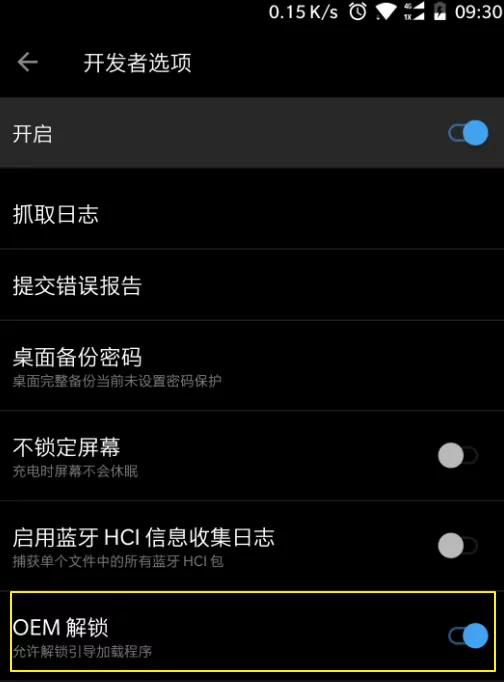 0.15 K/s 4G 1X 09:30
开发者选项
开启
抓取日志
提交错误报告
桌面备份密码
桌面完整备份当前未设置密码保护
不锁定屏幕
充电时屏幕不会休眠
启用蓝牙 HCI 信息收集日志
捕获单个文件中的所有蓝牙 HCI 包
OEM 解锁
允许解锁引导加载程序